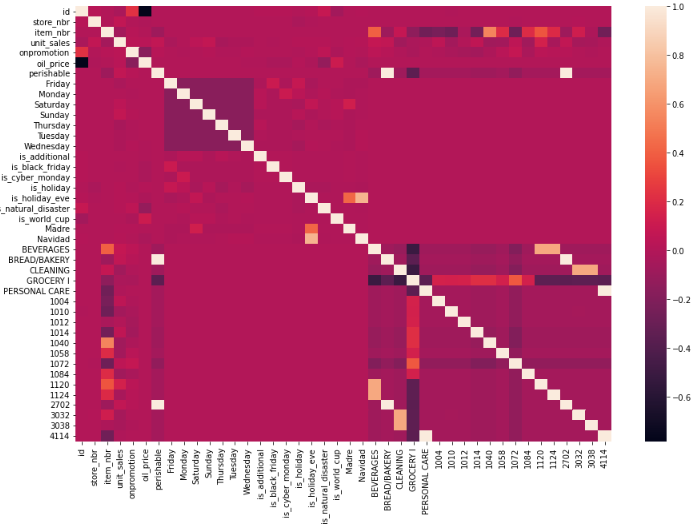 id
store_nbr
item_nbr
unit_sales
onpromotion
oil_price
perishable
Friday
Monday
Saturday
Sunday
Thursday
Tuesday
Wednesday
is_additional
is_black_friday
is_cyber_monday
is_holiday
is_holiday_eve
s_natural_disaster
is_world_cup
Madre
Navidad
BEVERAGES
BREAD/BAKERY
CLEANING
GROCERY I
PERSONAL CARE
1004
1010
1012
1014
1040
1058
1072
1084
1120
1124
2702
3032
3038
4114
id
store_nbr
item_nbr
unit_sales
onpromotion
oil_price
perishable
Friday
Monday
Saturday
Sunday
Thursday
Tuesday
Wednesday
is_additional
is_black_friday
is_cyber_monday
is_holiday
is_holiday_eve
is_natural_disaster
is_world_cup
Madre
Navidad
BEVERAGES
BREAD/BAKERY
CLEANING
GROCERY I
PERSONAL CARE
1004
1010
1012
1014
1040
1058
1072
1084
1120
1124
2702
3032
3038
4114
1.0
0.8
0.6
0.4
0.2
0.0
−0.2
−0.4
−0.6